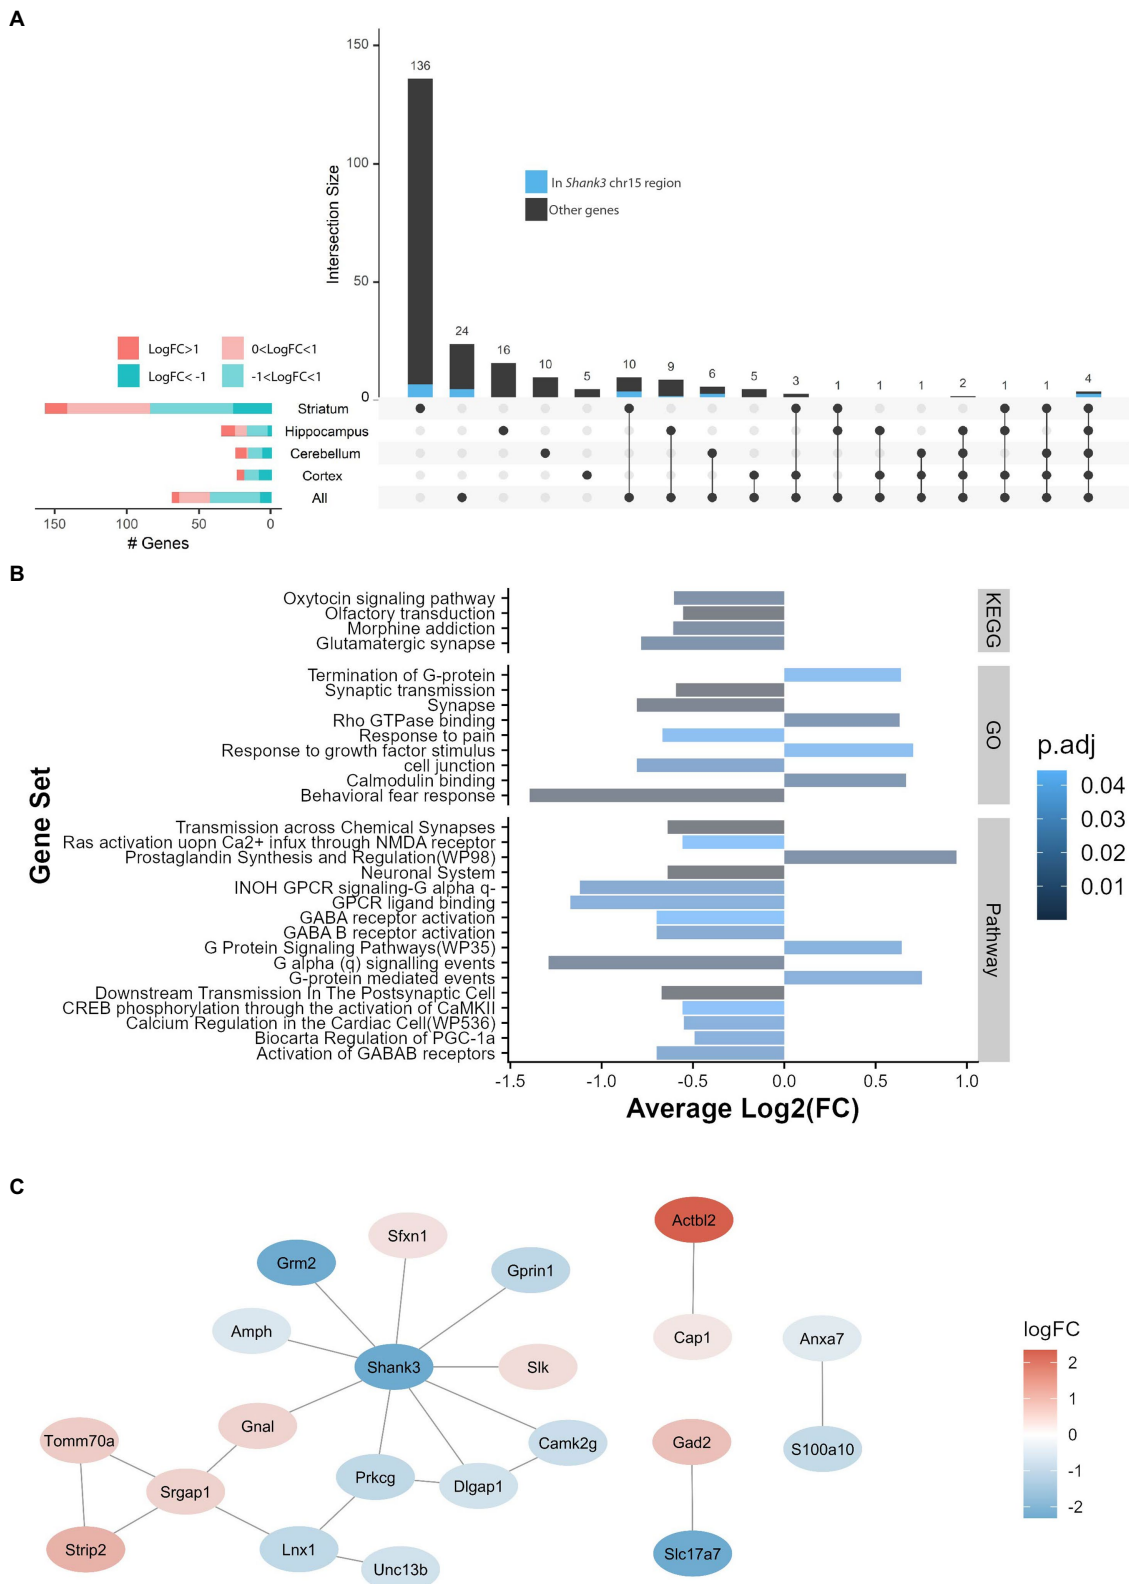 A
150
136
100
50
0
Intersection Size
In Shank3 chr15 region
Other genes
24
16
10
5
10
9
6
5
3
1
1
1
2
1
1
4
LogFC>1
0<LogFC<1
LogFC< -1
-1<LogFC<1
Striatum
Hippocampus
Cerebellum
Cortex
All
150
100
50
0
# Genes
B
Gene Set
Oxytocin signaling pathway
Olfactory transduction
Morphine addiction
Glutamatergic synapse
KEGG
Termination of G-protein
Synaptic transmission
Synapse
Rho GTPase binding
Response to pain
Response to growth factor stimulus
cell junction
Calmodulin binding
Behavioral fear response
GO
Transmission across Chemical Synapses
Ras activation uopn Ca2+ infux through NMDA receptor
Prostaglandin Synthesis and Regulation(WP98)
Neuronal System
INOH GPCR signaling-G alpha q-
GPCR ligand binding
GABA receptor activation
GABA B receptor activation
G Protein Signaling Pathways(WP35)
G alpha (q) signalling events
G-protein mediated events
Downstream Transmission In The Postsynaptic Cell
CREB phosphorylation through the activation of CaMKII
Calcium Regulation in the Cardiac Cell(WP536)
Biocarta Regulation of PGC-1a
Activation of GABAB receptors
Pathway
-1.5
-1.0
-0.5
0.0
0.5
1.0
Average Log2(FC)
p.adj
0.04
0.03
0.02
0.01
C
Sfxn1
Grm2
Gprin1
Amph
Shank3
Slk
Gnal
Tomm70a
Camk2g
Prkcg
Dlgap1
Srgap1
Strip2
Lnx1
Unc13b
Actbl2
Cap1
Anxa7
Gad2
S100a10
Slc17a7
logFC
2
1
0
-1
-2